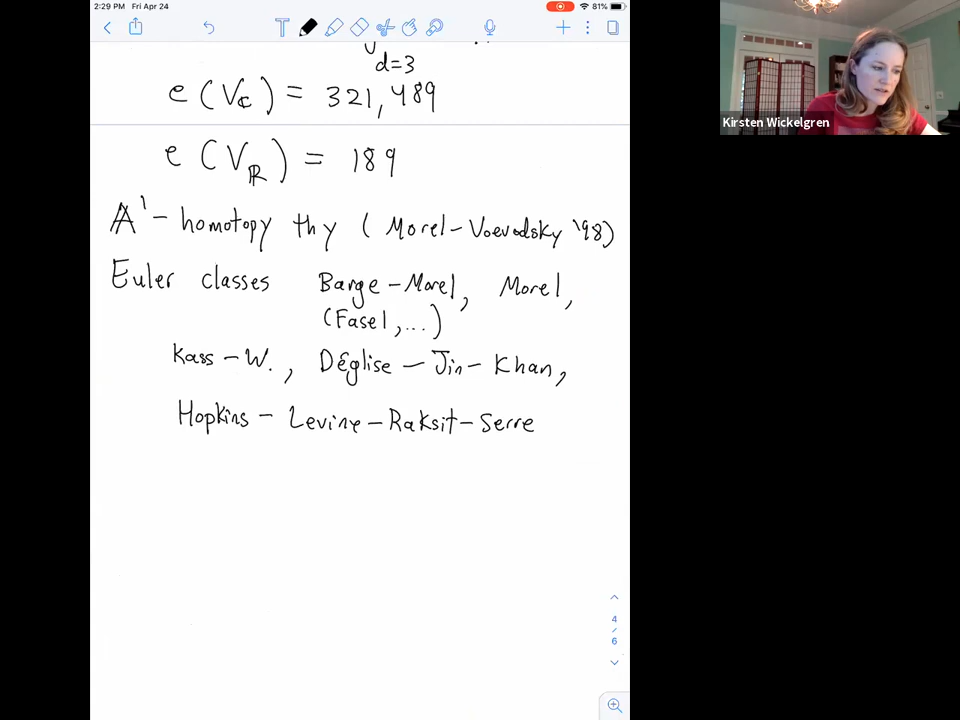 2:29 PM Fri Apr 24
81%
T
d=3
e (V_ℂ) = 321,489
e (V_ℝ) = 189
𝔸¹ – homotopy thy ( Morel – Voevodsky '98)
Euler classes Barge – Morel, Morel,
(Fasel, ...)
Kass – W. , Déglise – Jin – Khan,
Hopkins – Levine – Raksit – Serre
4
/
6
Kirsten Wickelgren